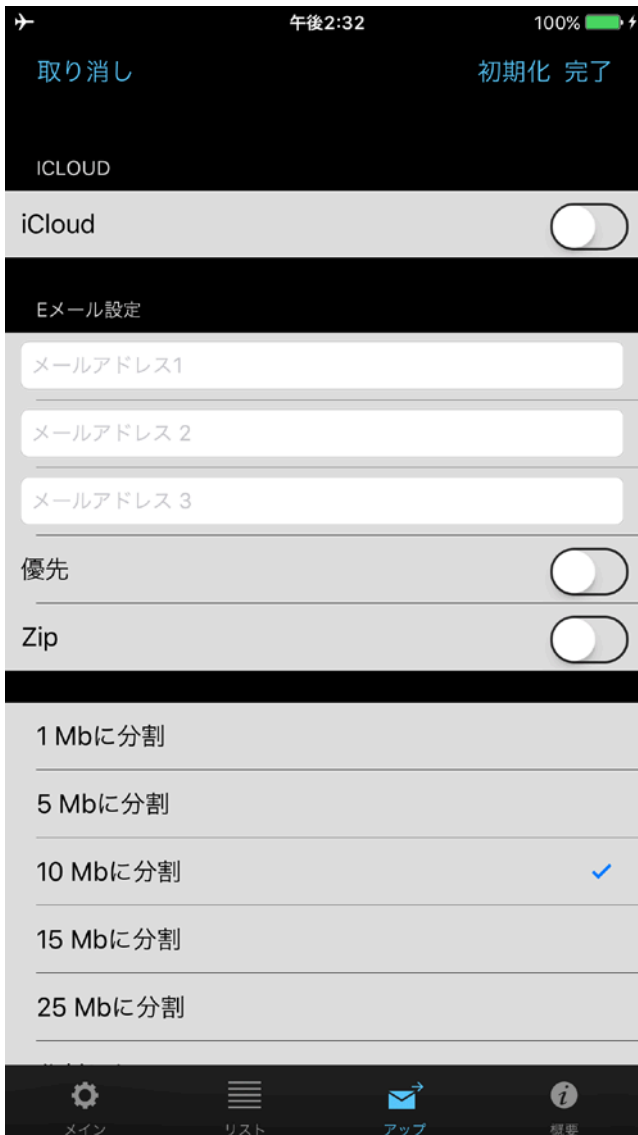 午後2:32
100%
取り消し
初期化 完了
ICLOUD
iCloud
Eメール設定
メールアドレス1
メールアドレス 2
メールアドレス 3
優先
Zip
1 Mbに分割
5 Mbに分割
10 Mbに分割
15 Mbに分割
25 Mbに分割
メイン
リスト
アップ
概要